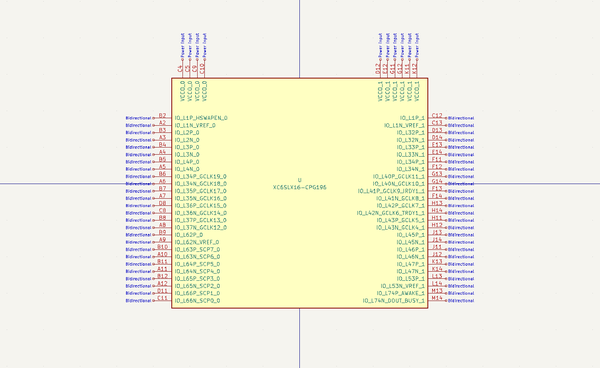 Power Input Power Input Power Input Power Input
C4 C5 C9 C10
VCCO_0 VCCO_0 VCCO_0 VCCO_0
Power Input Power Input Power Input Power Input Power Input Power Input
D12 E12 G11 G12 K11 K12
VCCO_1 VCCO_1 VCCO_1 VCCO_1 VCCO_1 VCCO_1
Bidirectional B2 IO_L1P_HSWAPEN_0
Bidirectional A2 IO_L1N_VREF_0
Bidirectional B3 IO_L2P_0
Bidirectional A3 IO_L2N_0
Bidirectional B4 IO_L3P_0
Bidirectional A4 IO_L3N_0
Bidirectional B5 IO_L4P_0
Bidirectional A5 IO_L4N_0
Bidirectional B6 IO_L34P_GCLK19_0
Bidirectional A6 IO_L34N_GCLK18_0
Bidirectional B7 IO_L35P_GCLK17_0
Bidirectional A7 IO_L35N_GCLK16_0
Bidirectional D8 IO_L36P_GCLK15_0
Bidirectional C8 IO_L36N_GCLK14_0
Bidirectional B8 IO_L37P_GCLK13_0
Bidirectional A8 IO_L37N_GCLK12_0
Bidirectional B9 IO_L62P_0
Bidirectional A9 IO_L62N_VREF_0
Bidirectional B10 IO_L63P_SCP7_0
Bidirectional A10 IO_L63N_SCP6_0
Bidirectional B11 IO_L64P_SCP5_0
Bidirectional A11 IO_L64N_SCP4_0
Bidirectional B12 IO_L65P_SCP3_0
Bidirectional A12 IO_L65N_SCP2_0
Bidirectional D11 IO_L66P_SCP1_0
Bidirectional C11 IO_L66N_SCP0_0
U
XC6SLX16-CPG196
IO_L1P_1 C12 Bidirectional
IO_L1N_VREF_1 C13 Bidirectional
IO_L32P_1 D13 Bidirectional
IO_L32N_1 D14 Bidirectional
IO_L33P_1 E13 Bidirectional
IO_L33N_1 E14 Bidirectional
IO_L34P_1 F11 Bidirectional
IO_L34N_1 F12 Bidirectional
IO_L40P_GCLK11_1 G13 Bidirectional
IO_L40N_GCLK10_1 G14 Bidirectional
IO_L41P_GCLK9_IRDY1_1 F13 Bidirectional
IO_L41N_GCLK8_1 F14 Bidirectional
IO_L42P_GCLK7_1 H13 Bidirectional
IO_L42N_GCLK6_TRDY1_1 H14 Bidirectional
IO_L43P_GCLK5_1 H11 Bidirectional
IO_L43N_GCLK4_1 H12 Bidirectional
IO_L45P_1 J13 Bidirectional
IO_L45N_1 J14 Bidirectional
IO_L46P_1 J11 Bidirectional
IO_L46N_1 J12 Bidirectional
IO_L47P_1 K13 Bidirectional
IO_L47N_1 K14 Bidirectional
IO_L53P_1 L13 Bidirectional
IO_L53N_VREF_1 L14 Bidirectional
IO_L74P_AWAKE_1 M13 Bidirectional
IO_L74N_DOUT_BUSY_1 M14 Bidirectional